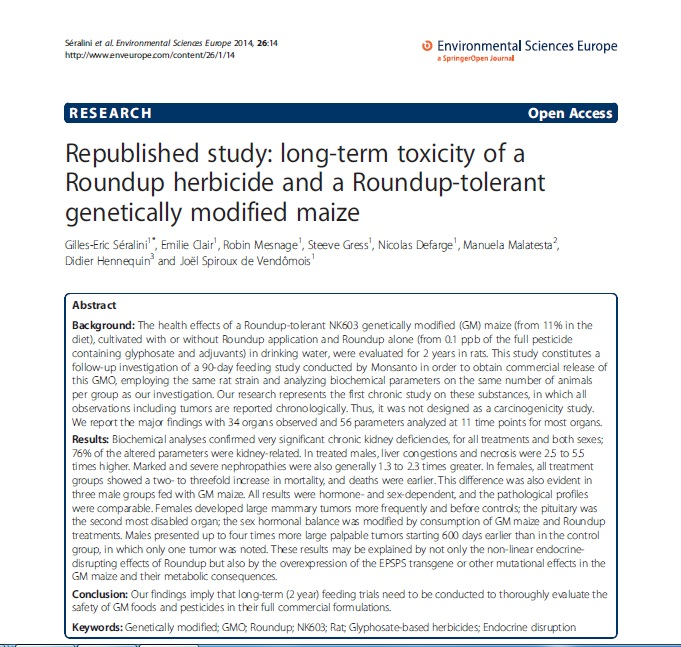 Séralini et al. Environmental Sciences Europe 2014, 26:14
http://www.enveurope.com/content/26/1/14
Environmental Sciences Europe
a SpringerOpen Journal
RESEARCH Open Access
Republished study: long-term toxicity of a
Roundup herbicide and a Roundup-tolerant
genetically modified maize
Gilles-Eric Séralini1*, Emilie Clair1, Robin Mesnage1, Steeve Gress1, Nicolas Defarge1, Manuela Malatesta2,
Didier Hennequin3 and Joël Spiroux de Vendômois1
Abstract
Background: The health effects of a Roundup-tolerant NK603 genetically modified (GM) maize (from 11% in the
diet), cultivated with or without Roundup application and Roundup alone (from 0.1 ppb of the full pesticide
containing glyphosate and adjuvants) in drinking water, were evaluated for 2 years in rats. This study constitutes a
follow-up investigation of a 90-day feeding study conducted by Monsanto in order to obtain commercial release of
this GMO, employing the same rat strain and analyzing biochemical parameters on the same number of animals
per group as our investigation. Our research represents the first chronic study on these substances, in which all
observations including tumors are reported chronologically. Thus, it was not designed as a carcinogenicity study.
We report the major findings with 34 organs observed and 56 parameters analyzed at 11 time points for most organs.
Results: Biochemical analyses confirmed very significant chronic kidney deficiencies, for all treatments and both sexes;
76% of the altered parameters were kidney-related. In treated males, liver congestions and necrosis were 2.5 to 5.5
times higher. Marked and severe nephropathies were also generally 1.3 to 2.3 times greater. In females, all treatment
groups showed a two- to threefold increase in mortality, and deaths were earlier. This difference was also evident in
three male groups fed with GM maize. All results were hormone- and sex-dependent, and the pathological profiles
were comparable. Females developed large mammary tumors more frequently and before controls; the pituitary was
the second most disabled organ; the sex hormonal balance was modified by consumption of GM maize and Roundup
treatments. Males presented up to four times more large palpable tumors starting 600 days earlier than in the control
group, in which only one tumor was noted. These results may be explained by not only the non-linear endocrine-
disrupting effects of Roundup but also by the overexpression of the EPSPS transgene or other mutational effects in the
GM maize and their metabolic consequences.
Conclusion: Our findings imply that long-term (2 year) feeding trials need to be conducted to thoroughly evaluate the
safety of GM foods and pesticides in their full commercial formulations.
Keywords: Genetically modified; GMO; Roundup; NK603; Rat; Glyphosate-based herbicides; Endocrine disruption